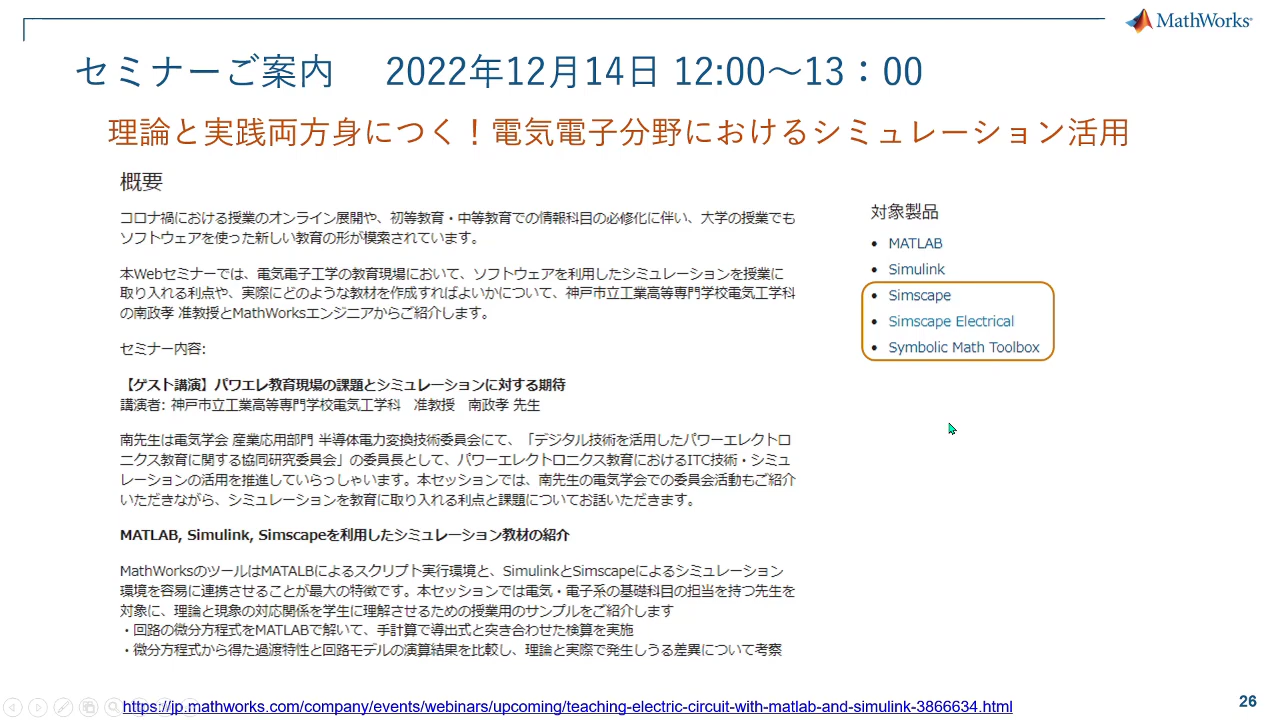 MathWorks
セミナーご案内 2022年12月14日 12:00～13：00
理論と実践両方身につく！電気電子分野におけるシミュレーション活用
概要
コロナ禍における授業のオンライン展開や、初等教育・中等教育での情報科目の必修化に伴い、大学の授業でも
ソフトウェアを使った新しい教育の形が模索されています。
本Webセミナーでは、電気電子工学の教育現場において、ソフトウェアを利用したシミュレーションを授業に
取り入れる利点や、実際にどのような教材を作成すればよいかについて、神戸市立工業高等専門学校電気工学科
の南政孝 准教授とMathWorksエンジニアからご紹介します。
セミナー内容:
【ゲスト講演】パワエレ教育現場の課題とシミュレーションに対する期待
講演者: 神戸市立工業高等専門学校電気工学科　准教授　南政孝 先生
南先生は電気学会 産業応用部門 半導体電力変換技術委員会にて、「デジタル技術を活用したパワーエレクトロ
ニクス教育に関する協同研究委員会」の委員長として、パワーエレクトロニクス教育におけるITC技術・シミュ
レーションの活用を推進していらっしゃいます。本セッションでは、南先生の電気学会での委員会活動もご紹介
いただきながら、シミュレーションを教育に取り入れる利点と課題についてお話いただきます。
MATLAB, Simulink, Simscapeを利用したシミュレーション教材の紹介
MathWorksのツールはMATALBによるスクリプト実行環境と、SimulinkとSimscapeによるシミュレーション
環境を容易に連携させることが最大の特徴です。本セッションでは電気・電子系の基礎科目の担当を持つ先生を
対象に、理論と現象の対応関係を学生に理解させるための授業用のサンプルをご紹介します
・回路の微分方程式をMATLABで解いて、手計算で導出式と突き合わせた検算を実施
・微分方程式から得た過渡特性と回路モデルの演算結果を比較し、理論と実際で発生しうる差異について考察
対象製品
• MATLAB
• Simulink
• Simscape
• Simscape Electrical
• Symbolic Math Toolbox
https://jp.mathworks.com/company/events/webinars/upcoming/teaching-electric-circuit-with-matlab-and-simulink-3866634.html
26